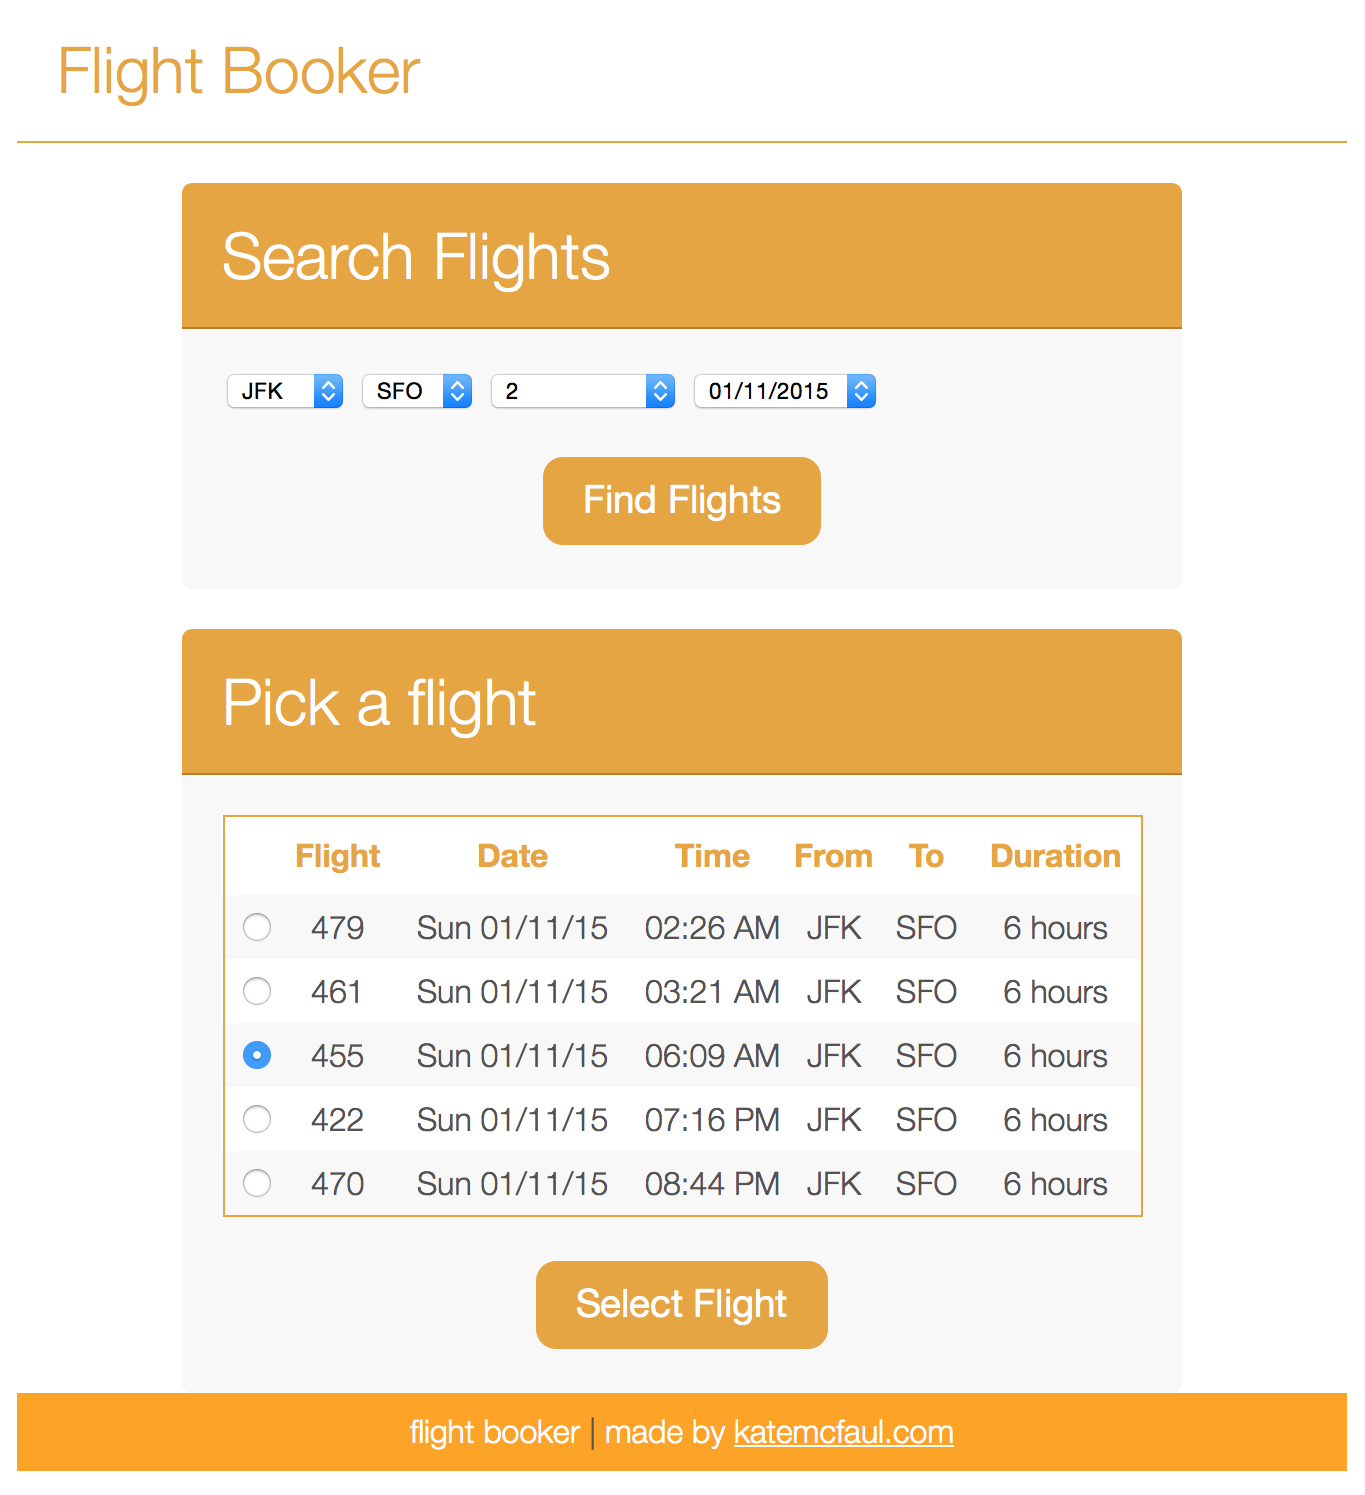 Flight Booker
Search Flights
JFK SFO 2 01/11/2015
Find Flights
Pick a flight
Flight Date Time From To Duration
479 Sun 01/11/15 02:26 AM JFK SFO 6 hours
461 Sun 01/11/15 03:21 AM JFK SFO 6 hours
455 Sun 01/11/15 06:09 AM JFK SFO 6 hours
422 Sun 01/11/15 07:16 PM JFK SFO 6 hours
470 Sun 01/11/15 08:44 PM JFK SFO 6 hours
Select Flight
flight booker | made by katemcfaul.com